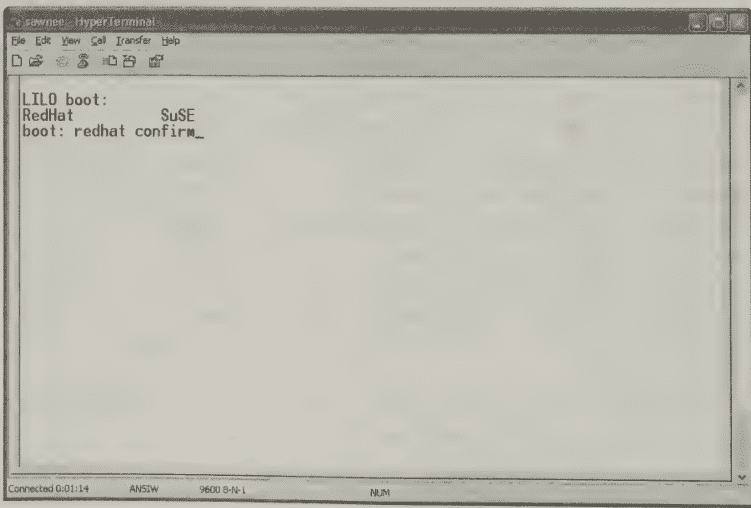 sawnee - HyperTerminal
File Edit View Call Transfer Help
LILO boot:
RedHat SuSE
boot: redhat confirm_
Connected 0:01:14 ANSIW 9600 8-N-1 NUM